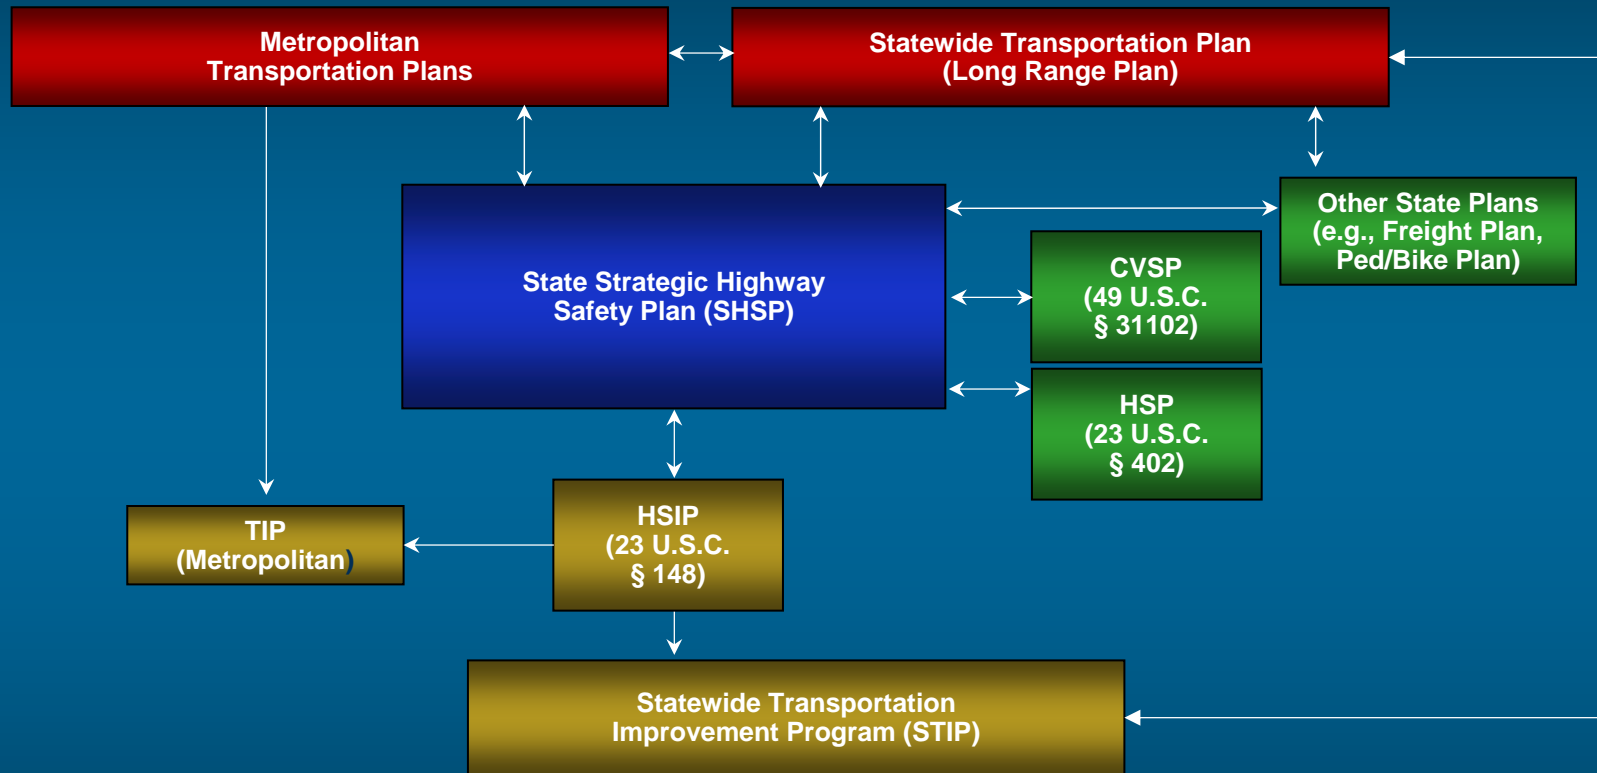 Metropolitan
Transportation Plans
Statewide Transportation Plan
(Long Range Plan)
Other State Plans
(e.g., Freight Plan,
Ped/Bike Plan)
State Strategic Highway
Safety Plan (SHSP)
CVSP
(49 U.S.C.
§ 31102)
HSP
(23 U.S.C.
§ 402)
TIP
(Metropolitan)
HSIP
(23 U.S.C.
§ 148)
Statewide Transportation
Improvement Program (STIP)